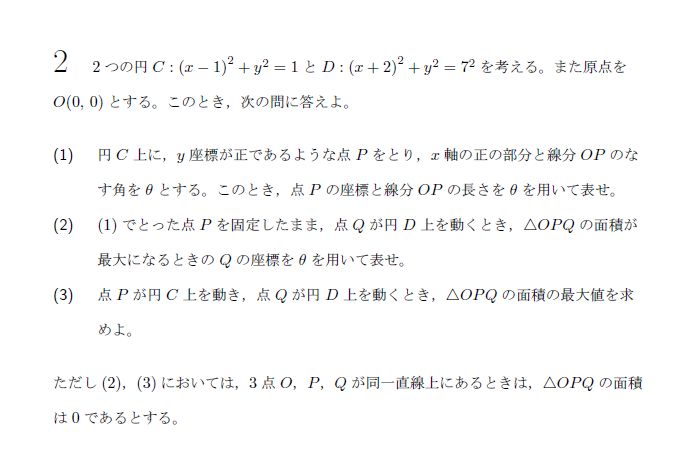 2 2つの円 C : (x − 1)² + y² = 1 と D : (x + 2)² + y² = 7² を考える。また原点を
O(0, 0) とする。このとき，次の問に答えよ。
(1) 円 C 上に，y 座標が正であるような点 P をとり，x 軸の正の部分と線分 OP のな
す角を θ とする。このとき，点 P の座標と線分 OP の長さを θ を用いて表せ。
(2) (1) でとった点 P を固定したまま，点 Q が円 D 上を動くとき，△OPQ の面積が
最大になるときの Q の座標を θ を用いて表せ。
(3) 点 P が円 C 上を動き，点 Q が円 D 上を動くとき，△OPQ の面積の最大値を求
めよ。
ただし (2)，(3) においては，3 点 O，P，Q が同一直線上にあるときは，△OPQ の面積
は 0 であるとする。